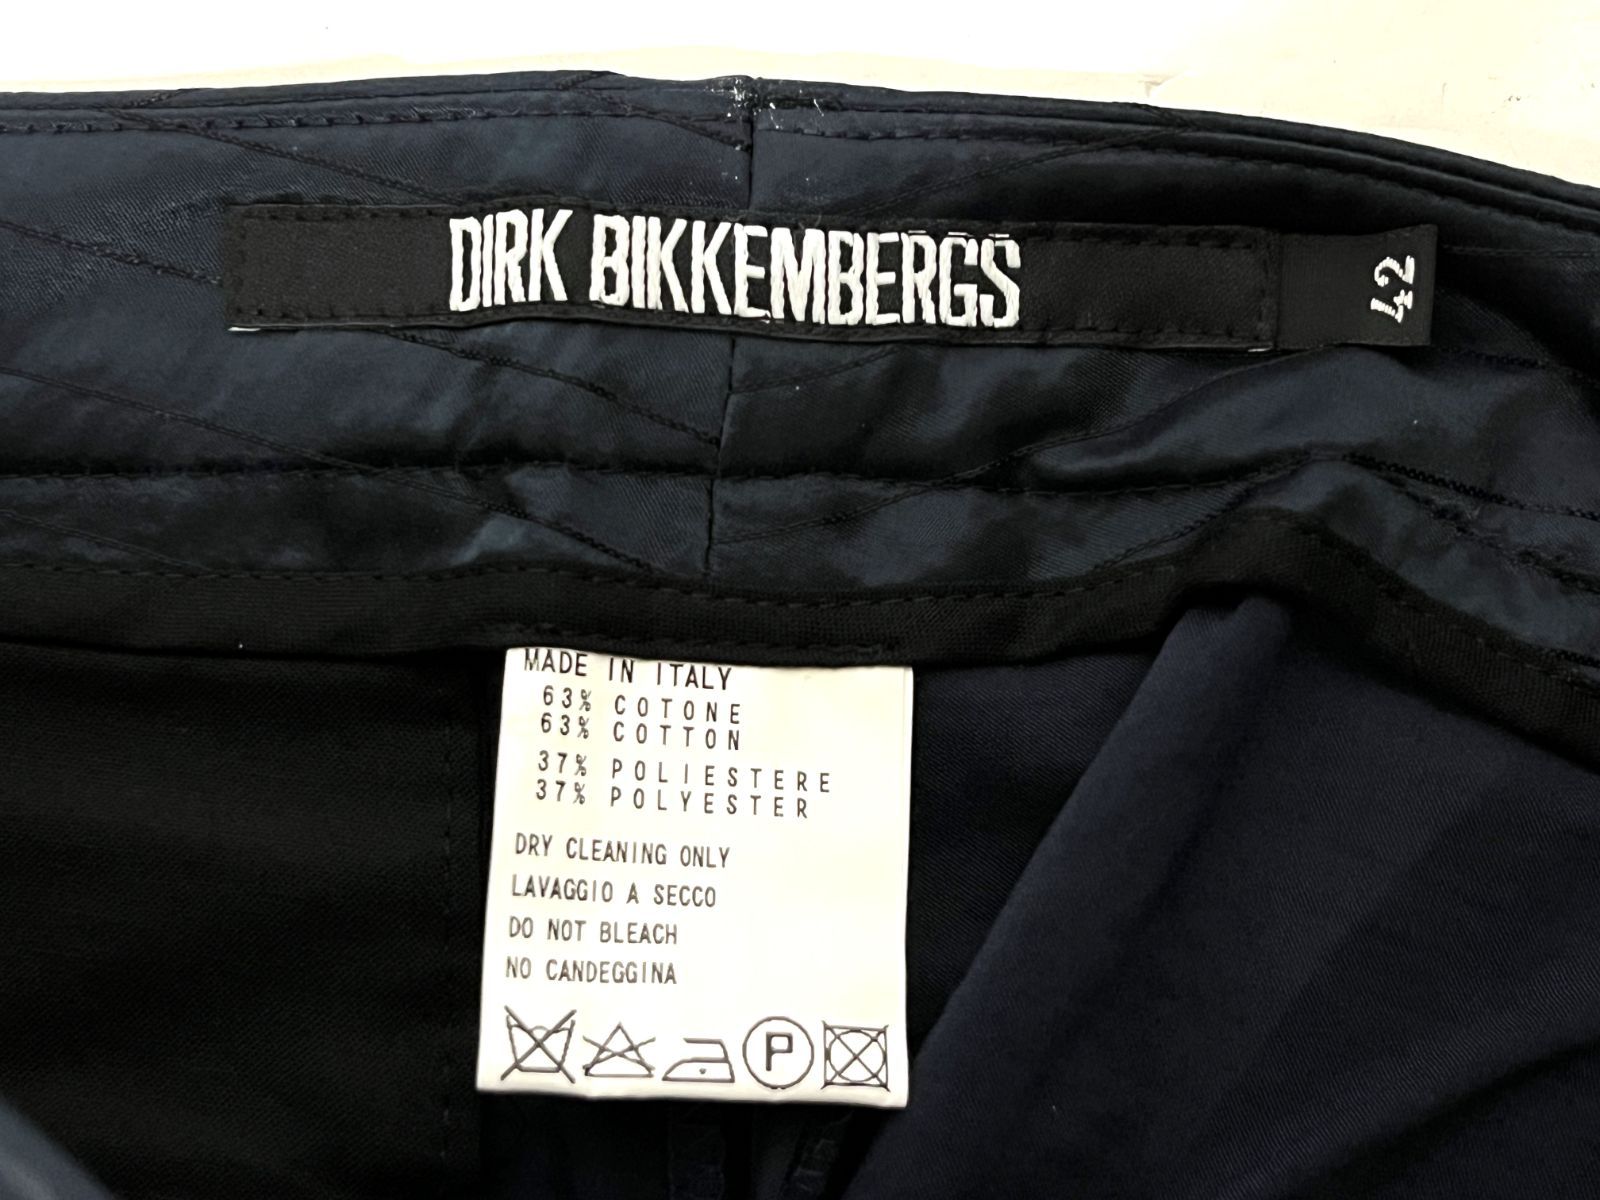 DIRK BIKKEMBERGS
42
MADE IN ITALY
63% COTONE
63% COTTON
37% POLIESTERE
37% POLYESTER
DRY CLEANING ONLY
LAVAGGIO A SECCO
DO NOT BLEACH
NO CANDEGGINA
P